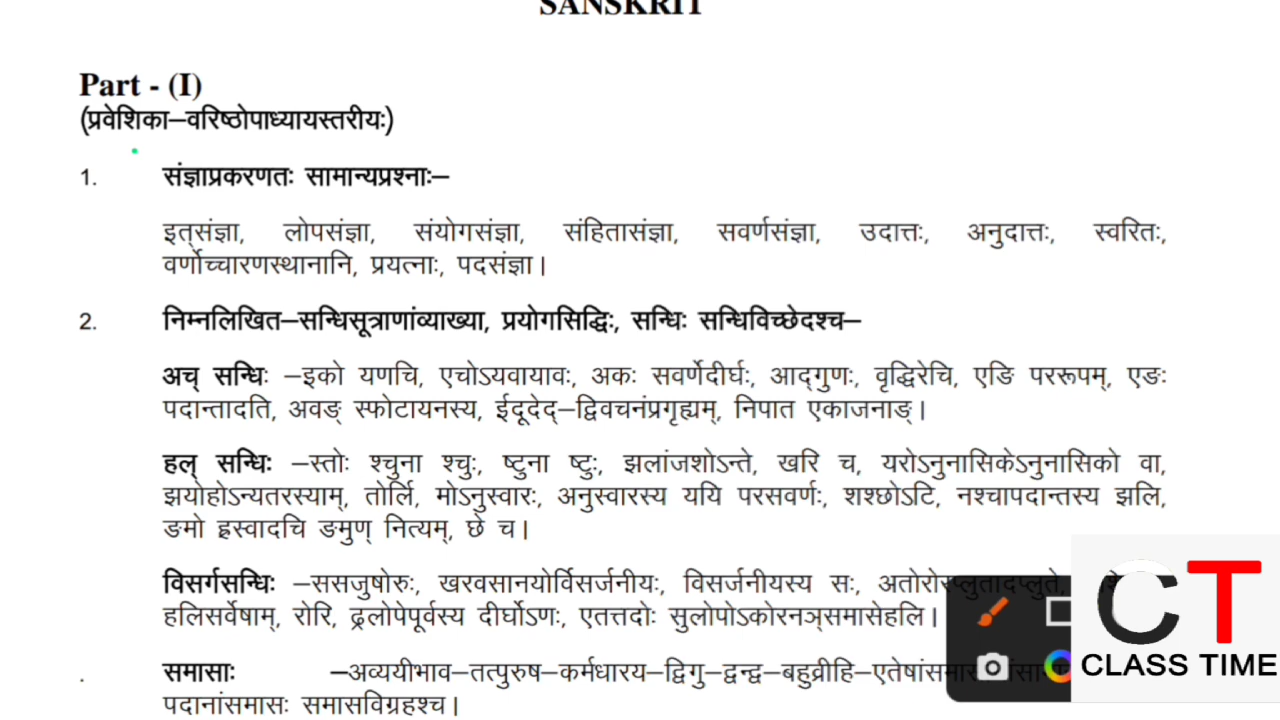 SANSKRIT
Part - (I)
(प्रवेशिका–वरिष्ठोपाध्यायस्तरीयः)
1. संज्ञाप्रकरणतः सामान्यप्रश्नाः–
इत्‌संज्ञा, लोपसंज्ञा, संयोगसंज्ञा, संहितासंज्ञा, सवर्णसंज्ञा, उदात्तः, अनुदात्तः, स्वरितः,
वर्णोच्चारणस्थानानि, प्रयत्नाः, पदसंज्ञा।
2. निम्नलिखित–सन्धिसूत्राणांव्याख्या, प्रयोगसिद्धिः, सन्धिः सन्धिविच्छेदश्च–
अच् सन्धिः –इको यणचि, एचोऽयवायावः, अकः सवर्णेदीर्घः, आद्‌गुणः, वृद्धिरेचि, एङि पररूपम्, एङः
पदान्तादति, अवङ् स्फोटायनस्य, ईदूदेद्–द्विवचनंप्रगृह्यम्, निपात एकाजनाङ्।
हल् सन्धिः –स्तोः श्चुना श्चुः, ष्टुना ष्टुः, झलांजशोऽन्ते, खरि च, यरोऽनुनासिकेऽनुनासिको वा,
झयोहोऽन्यतरस्याम्, तोर्लि, मोऽनुस्वारः, अनुस्वारस्य ययि परसवर्णः, शश्छोऽटि, नश्चापदान्तस्य झलि,
ङमो ह्रस्वादचि ङमुण् नित्यम्, छे च।
विसर्गसन्धिः –ससजुषोरुः, खरवसानयोर्विसर्जनीयः, विसर्जनीयस्य सः, अतोरोरप्लुतादप्लुते,
हलिसर्वेषाम्, रोरि, ढ्रलोपेपूर्वस्य दीर्घोऽणः, एतत्तदोः सुलोपोऽकोरनञ्समासेहलि।
. समासाः –अव्ययीभाव–तत्पुरुष–कर्मधारय–द्विगु–द्वन्द्व–बहुव्रीहि–
पदानांसमासः समासविग्रहश्च।
CT
CLASS TIME